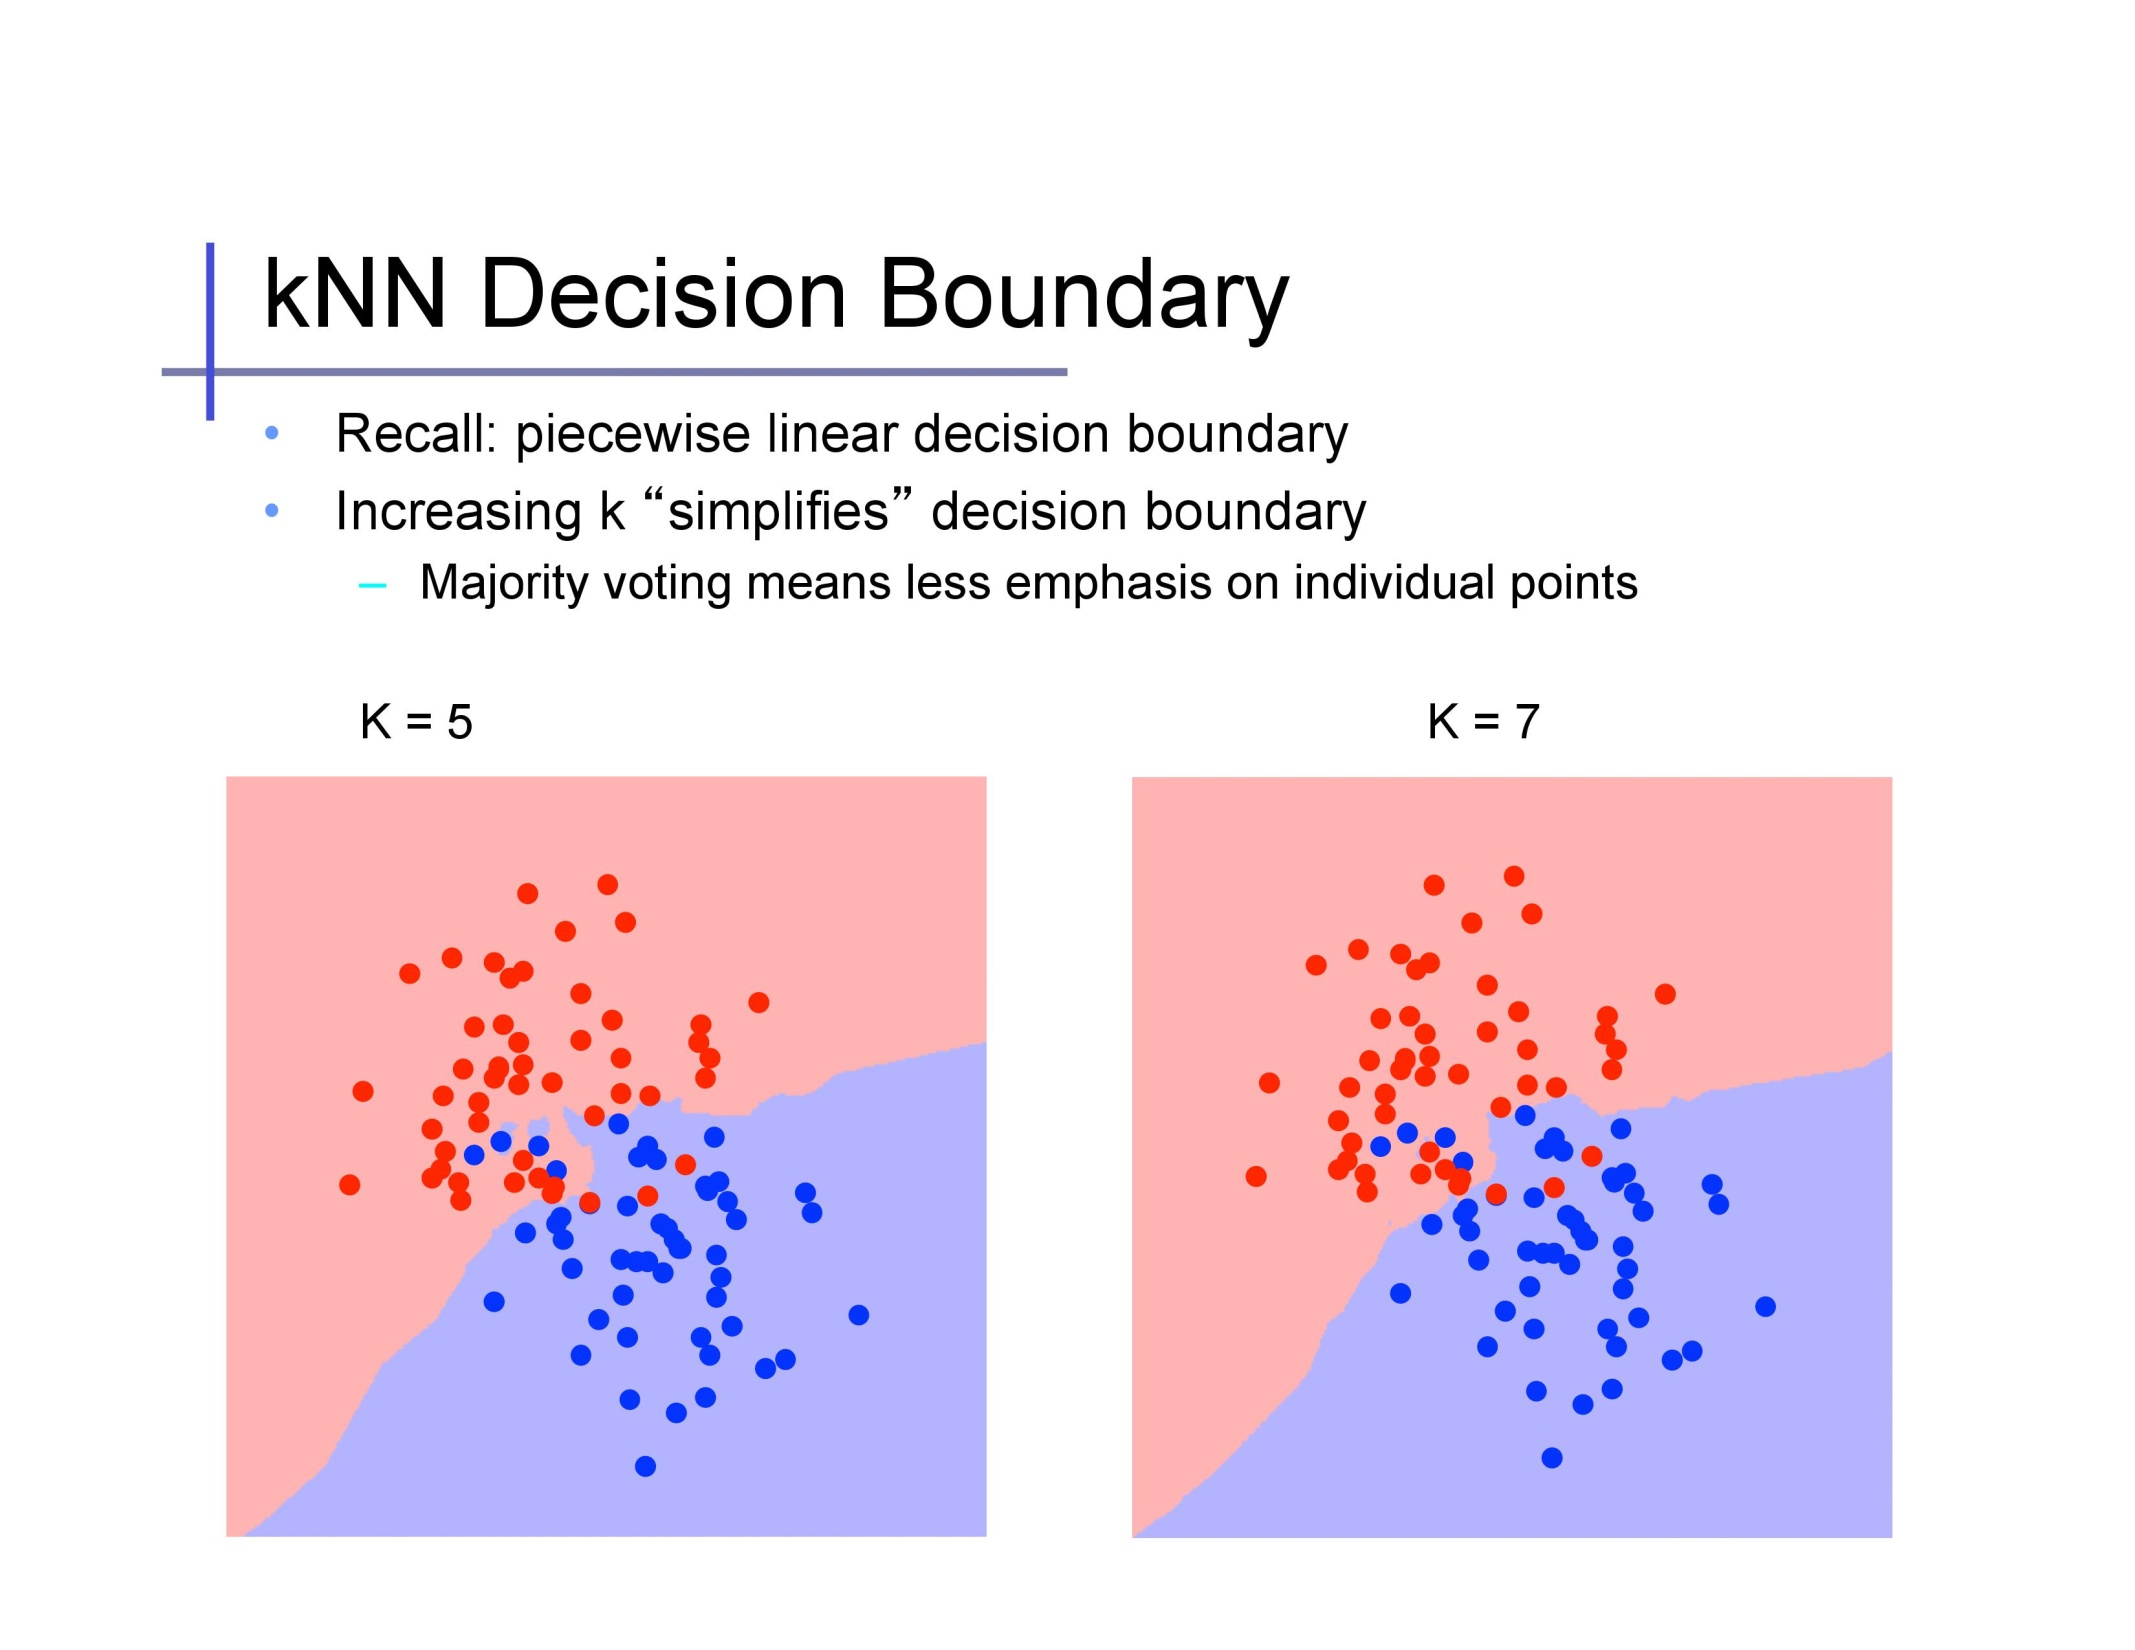 kNN Decision Boundary
• Recall: piecewise linear decision boundary
• Increasing k “simplifies” decision boundary
– Majority voting means less emphasis on individual points
K = 5
K = 7